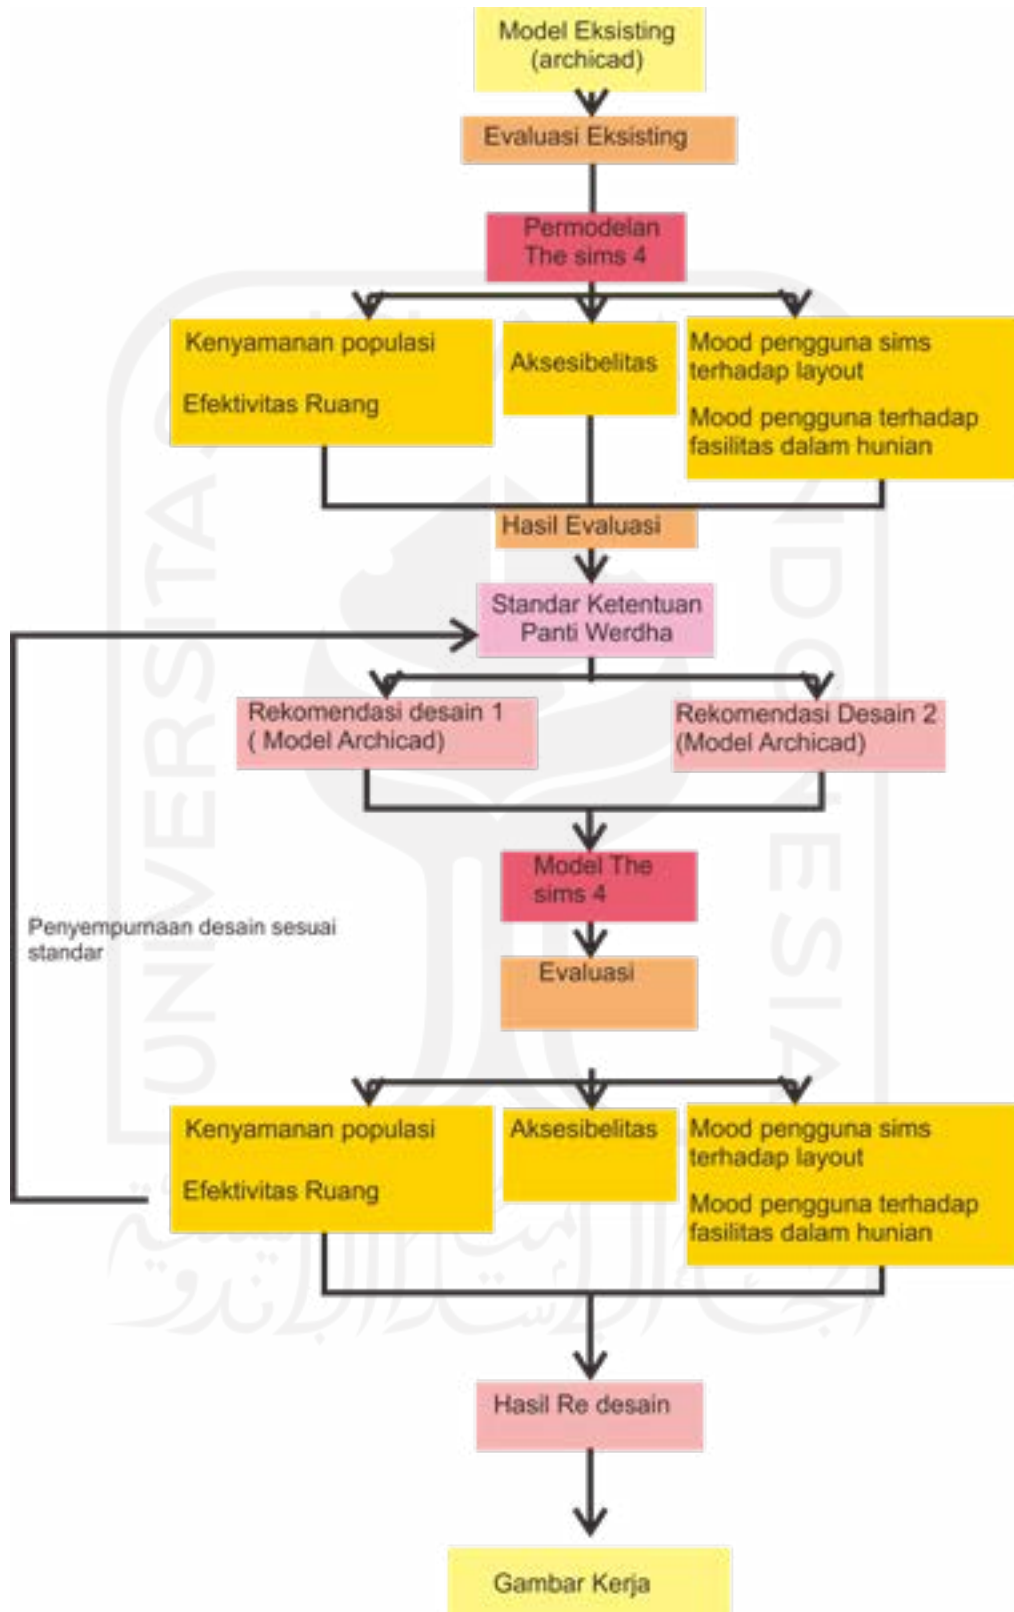 Model Eksisting
(archicad)
Evaluasi Eksisting
Permodelan
The sims 4
Kenyamanan populasi
Efektivitas Ruang
Aksesibelitas
Mood pengguna sims
terhadap layout
Mood pengguna terhadap
fasilitas dalam hunian
Hasil Evaluasi
Standar Ketentuan
Panti Werdha
Rekomendasi desain 1
( Model Archicad)
Rekomendasi Desain 2
(Model Archicad)
Model The
sims 4
Penyempurnaan desain sesuai
standar
Evaluasi
Kenyamanan populasi
Efektivitas Ruang
Aksesibelitas
Mood pengguna sims
terhadap layout
Mood pengguna terhadap
fasilitas dalam hunian
Hasil Re desain
Gambar Kerja